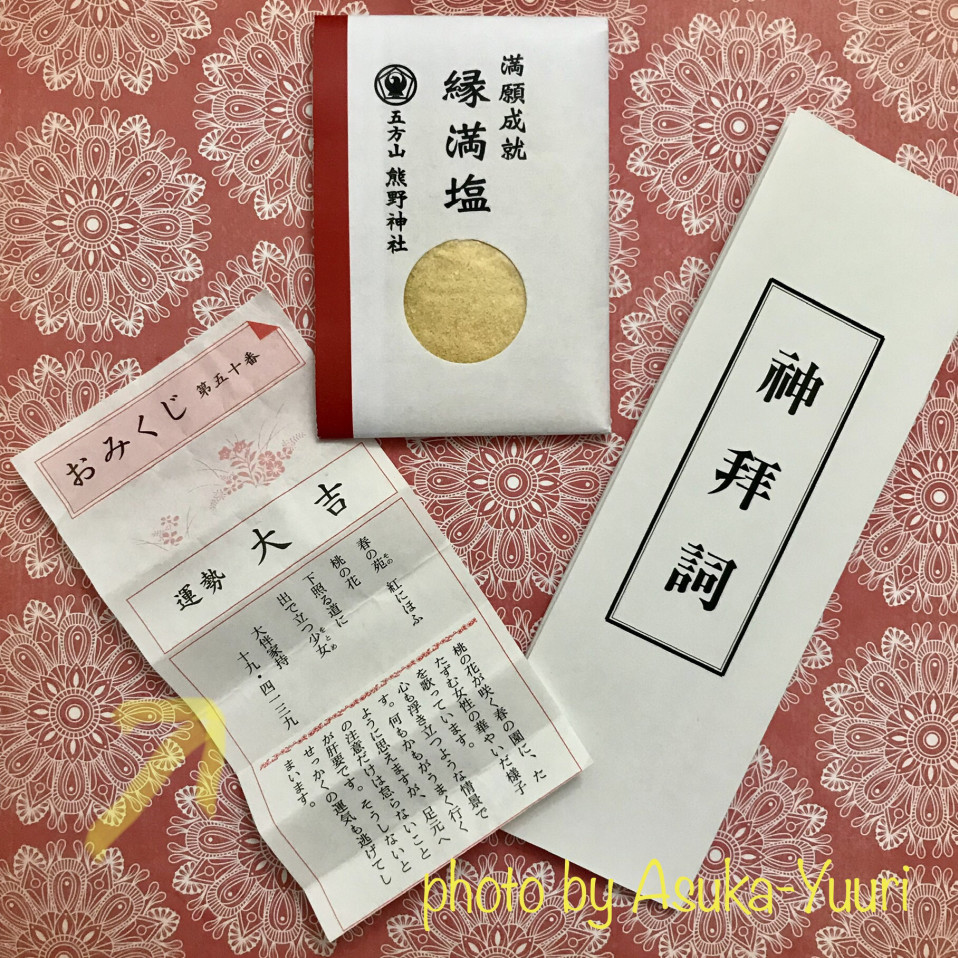 満願成就
縁満塩
五方山 熊野神社
神拝詞
おみくじ 第五十番
大吉
運勢
春の苑 紅にほふ
桃の花
下照る道に
出で立つ少女
大伴家持
十九・四一三九
桃の花が咲く春の園に、た
たずむ女性の華やいだ様子
を歌っています。
心も浮き立つような情景で
す。何もかもがうまく行く
ように思えますが、足元へ
の注意だけは怠らないこと
が肝要です。そうしないと
せっかくの運気も逃げてし
まいます。
photo by Asuka-Yuuri